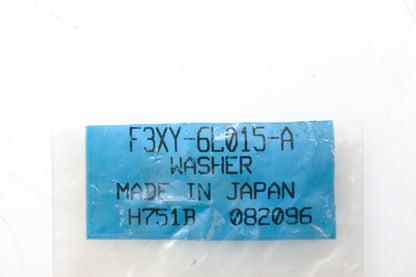 F3XY-6L015-A
WASHER
MADE IN JAPAN
H751B 082096